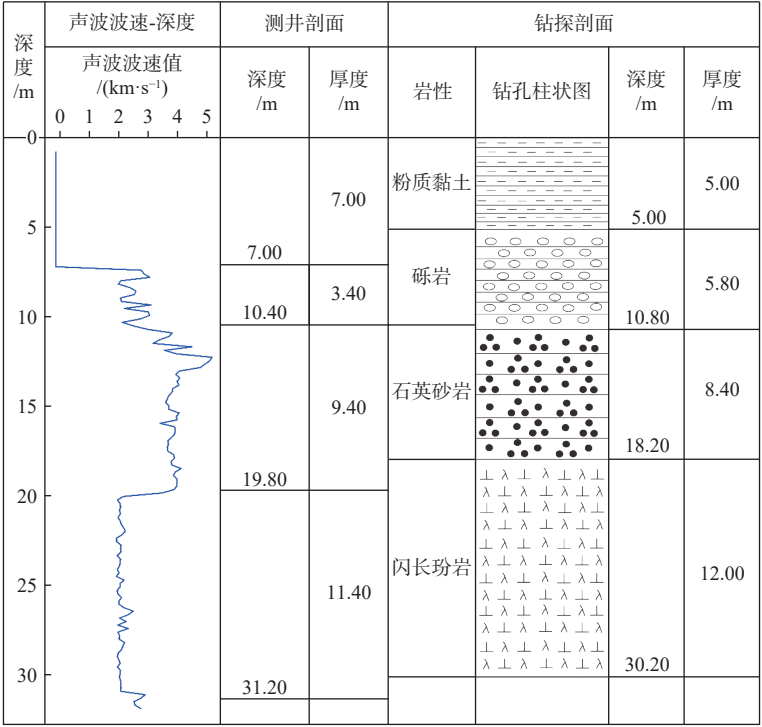 声波波速-深度
测井剖面
钻探剖面
深
度
/m
声波波速值
/(km·s⁻¹)
0 1 2 3 4 5
深度
/m
厚度
/m
岩性
钻孔柱状图
深度
/m
厚度
/m
0
5
10
15
20
25
30
7.00
7.00
10.40
3.40
19.80
9.40
31.20
11.40
粉质黏土
5.00
5.00
砾岩
10.80
5.80
石英砂岩
18.20
8.40
闪长玢岩
30.20
12.00